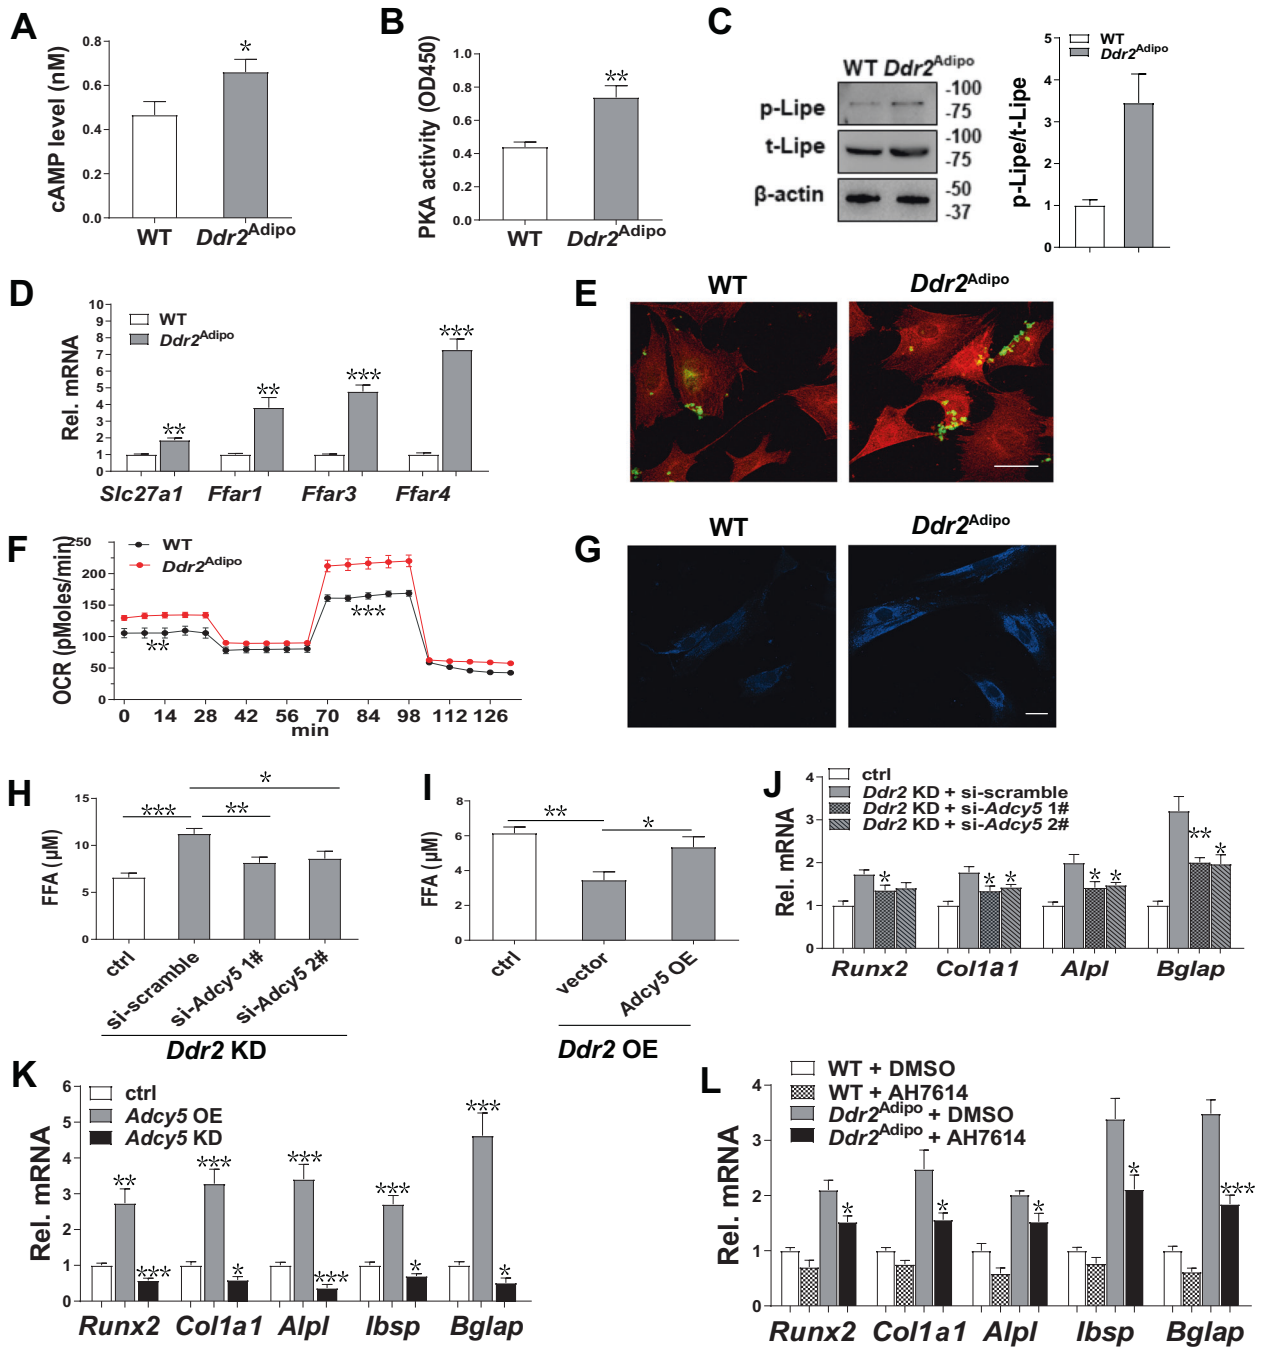 A
cAMP level (nM)
0.8
0.6
0.4
0.2
0.0
*
WT Ddr2Adipo
B
PKA activity (OD450)
1.0
0.8
0.6
0.4
0.2
0.0
**
WT Ddr2Adipo
C
WT Ddr2Adipo
p-Lipe
-100
-75
t-Lipe
-100
-75
β-actin
-50
-37
p-Lipe/t-Lipe
5
4
3
2
1
0
WT
Ddr2Adipo
D
Rel. mRNA
10
9
8
7
6
5
4
3
2
1
0
WT
Ddr2Adipo
** ** *** ***
Slc27a1 Ffar1 Ffar3 Ffar4
E
WT Ddr2Adipo
F
OCR (pMoles/min)
250
200
150
100
50
0
WT
Ddr2Adipo
** ***
0 14 28 42 56 70 84 98 112 126
min
G
WT Ddr2Adipo
H
FFA (μM)
15
10
5
0
*
*** **
ctrl si-scramble si-Adcy5 1# si-Adcy5 2#
Ddr2 KD
I
FFA (μM)
8
6
4
2
0
** *
ctrl vector Adcy5 OE
Ddr2 OE
J
Rel. mRNA
4
3
2
1
0
ctrl
Ddr2 KD + si-scramble
Ddr2 KD + si-Adcy5 1#
Ddr2 KD + si-Adcy5 2#
* * * * * ** *
Runx2 Col1a1 Alpl Bglap
K
Rel. mRNA
6
5
4
3
2
1
0
ctrl
Adcy5 OE
Adcy5 KD
** *** *** *** ***
*** * *** * *
Runx2 Col1a1 Alpl Ibsp Bglap
L
Rel. mRNA
4
3
2
1
0
WT + DMSO
WT + AH7614
Ddr2Adipo + DMSO
Ddr2Adipo + AH7614
* * * * ***
Runx2 Col1a1 Alpl Ibsp Bglap